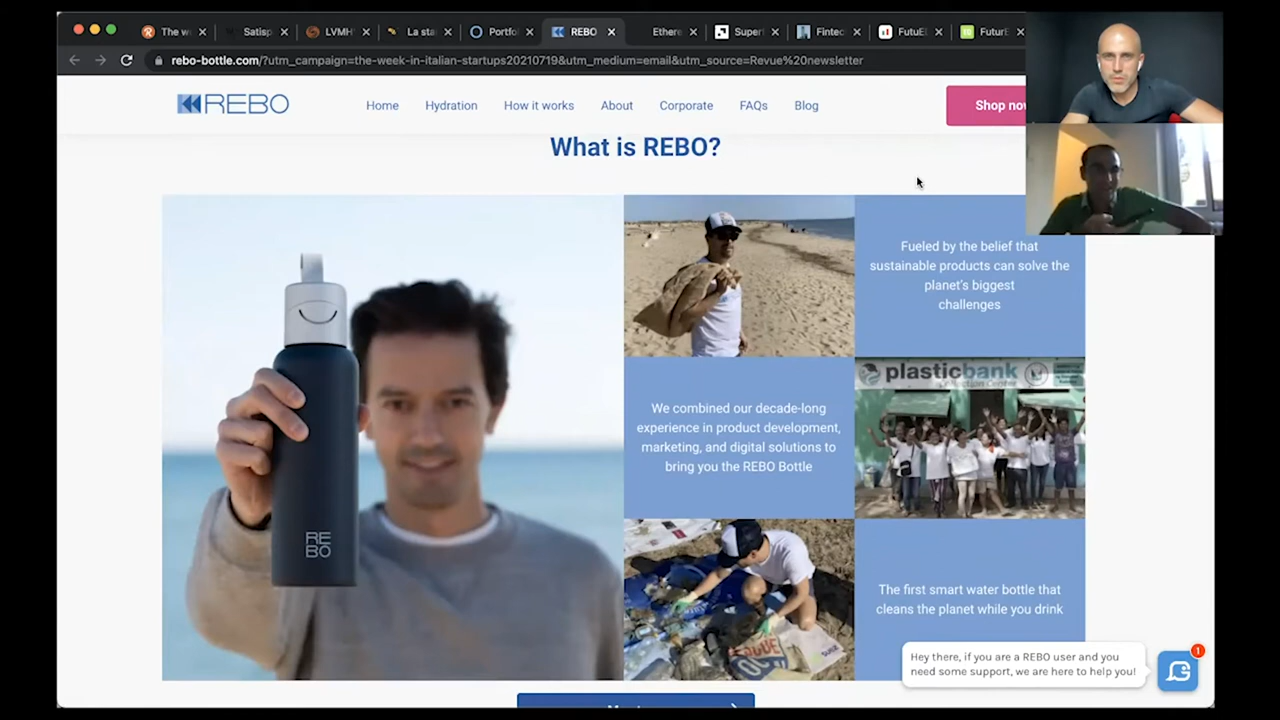 The w
Satisp
LVMH
La sta
Portfo
REBO
Ethere
Super
Fintec
FutuE
FuturE
rebo-bottle.com/?utm_campaign=the-week-in-italian-startups20210719&utm_medium=email&utm_source=Revue%20newsletter
REBO
Home
Hydration
How it works
About
Corporate
FAQs
Blog
Shop now
What is REBO?
RE
BO
Fueled by the belief that
sustainable products can solve the
planet's biggest
challenges
We combined our decade-long
experience in product development,
marketing, and digital solutions to
bring you the REBO Bottle
plasticbank
Collection Center
The first smart water bottle that
cleans the planet while you drink
Hey there, if you are a REBO user and you
need some support, we are here to help you!
1